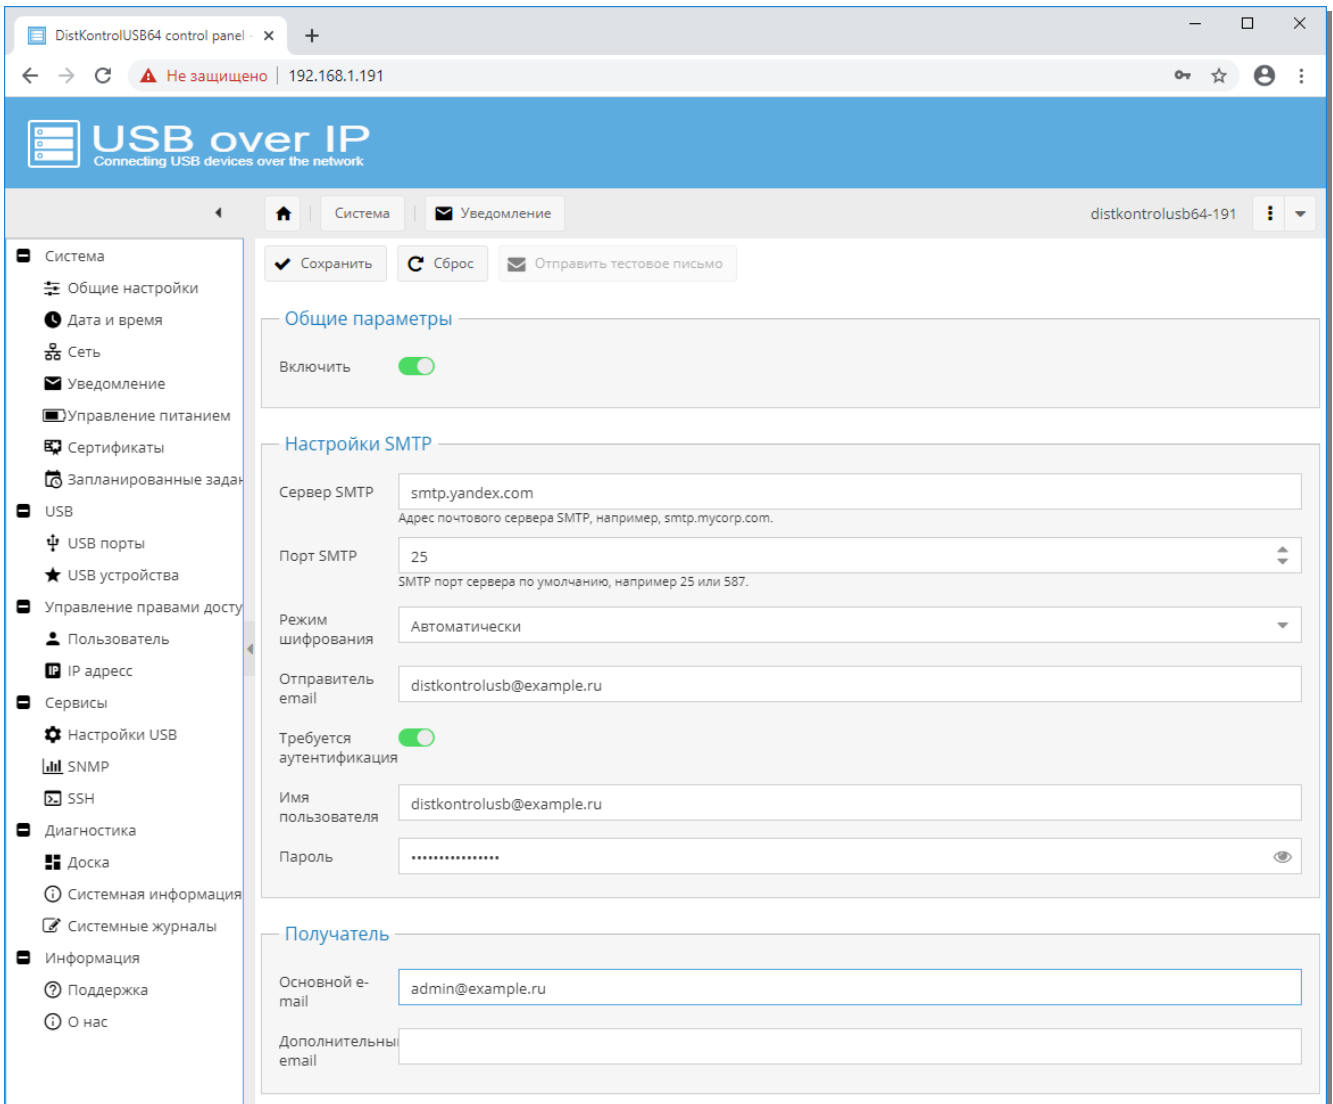 DistKontrolUSB64 control panel -
Не защищено
192.168.1.191
USB over IP
Connecting USB devices over the network
Система
Уведомление
distkontrolusb64-191
Система
Общие настройки
Дата и время
Сеть
Уведомление
Управление питанием
Сертификаты
Запланированные задан
USB
USB порты
USB устройства
Управление правами досту
Пользователь
IP адресс
Сервисы
Настройки USB
SNMP
SSH
Диагностика
Доска
Системная информация
Системные журналы
Информация
Поддержка
О нас
Сохранить
Сброс
Отправить тестовое письмо
Общие параметры
Включить
Настройки SMTP
Сервер SMTP
smtp.yandex.com
Адрес почтового сервера SMTP, например, smtp.mycorp.com.
Порт SMTP
25
SMTP порт сервера по умолчанию, например 25 или 587.
Режим
шифрования
Автоматически
Отправитель
email
distkontrolusb@example.ru
Требуется
аутентификация
Имя
пользователя
distkontrolusb@example.ru
Пароль
••••••••••••••••
Получатель
Основной e-
mail
admin@example.ru
Дополнительны
email